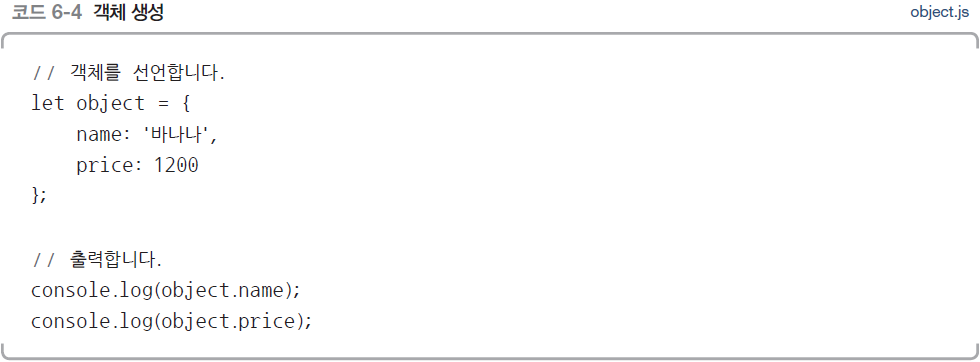 코드 6-4 객체 생성 object.js
// 객체를 선언합니다.
let object = {
    name: '바나나',
    price: 1200
};
// 출력합니다.
console.log(object.name);
console.log(object.price);